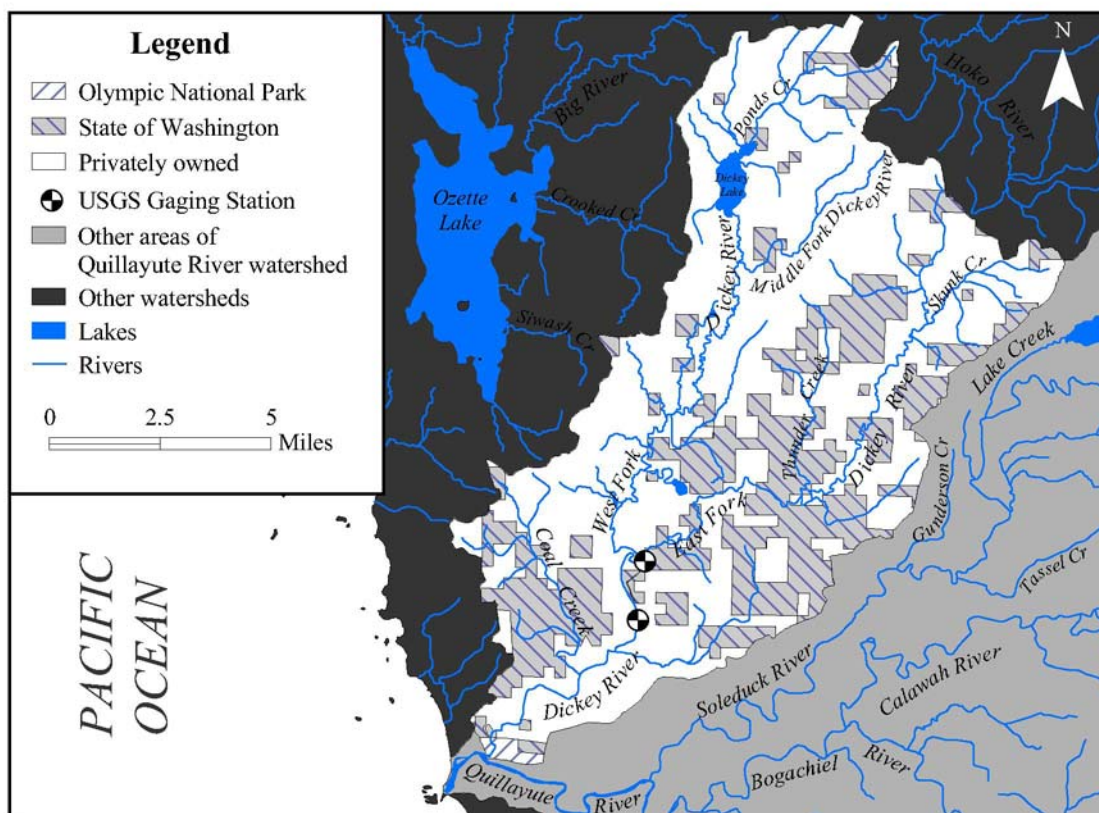 Legend
Olympic National Park
State of Washington
Privately owned
USGS Gaging Station
Other areas of
Quillayute River watershed
Other watersheds
Lakes
Rivers
0 2.5 5
Miles
N
Hoko River
Big River
Ponds Cr
Dickey
Lake
Ozette
Lake
Crooked Cr
Dickey River
Middle Fork Dickey River
Skunk Cr
Siwash Cr
Lake Creek
Thunder Creek
Dickey River
West Fork
East Fork
Gunderson Cr
Coal Creek
Tassel Cr
PACIFIC
OCEAN
Dickey River
Soleduck River
Calawah River
Bogachiel River
Quillayute River